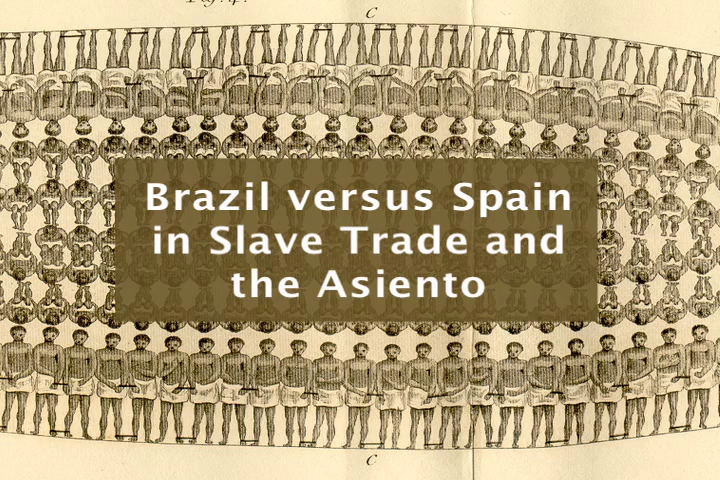 C
Brazil versus Spain
in Slave Trade and
the Asiento
C